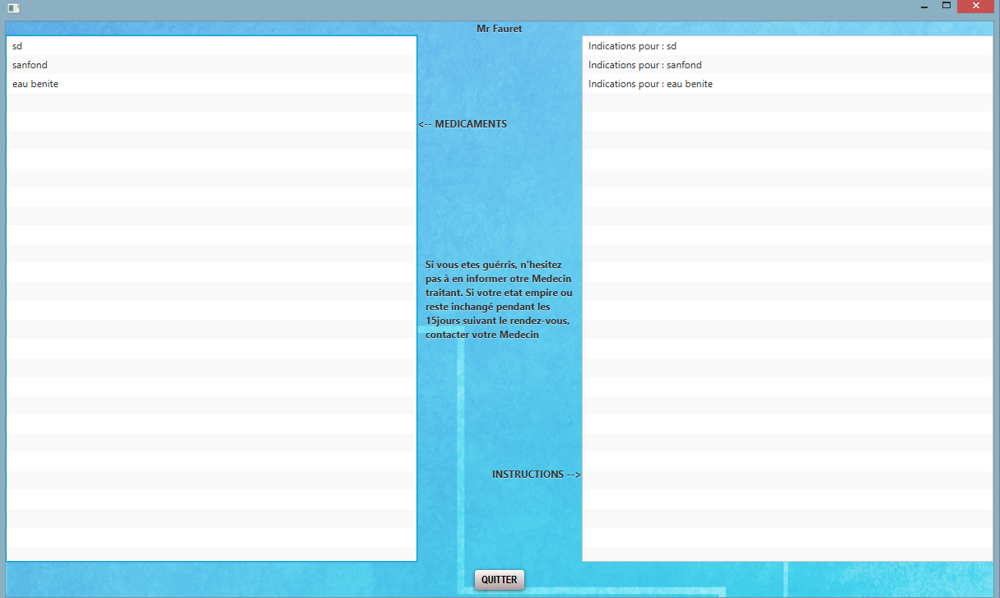 Mr Fauret
sd
sanfond
eau benite
<-- MEDICAMENTS
Si vous etes guérris, n'hesitez
pas à en informer otre Medecin
traitant. Si votre etat empire ou
reste inchangé pendant les
15jours suivant le rendez-vous,
contacter votre Medecin
INSTRUCTIONS -->
Indications pour : sd
Indications pour : sanfond
Indications pour : eau benite
QUITTER